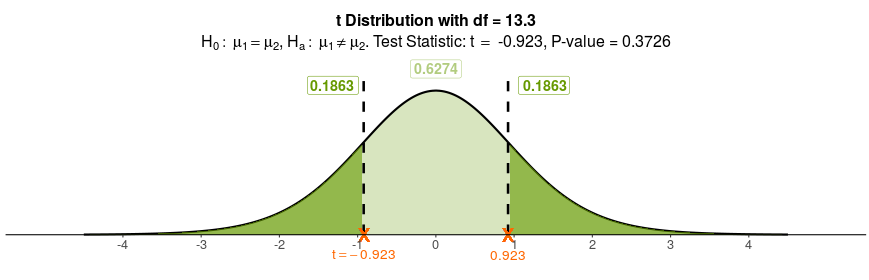 t Distribution with df = 13.3
H₀: μ₁ = μ₂, Hₐ: μ₁ ≠ μ₂. Test Statistic: t = -0.923, P-value = 0.3726
0.6274
0.1863 0.1863
-4 -3 -2 -1 0 1 2 3 4
t = −0.923 0.923